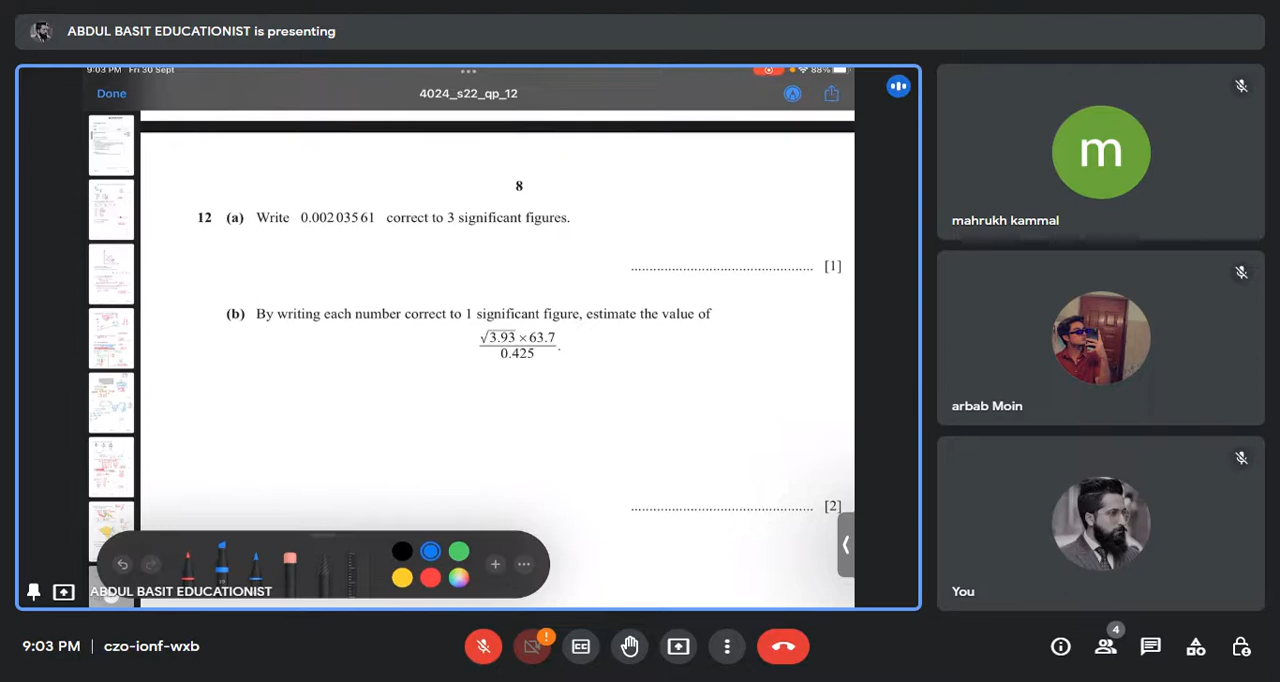 ABDUL BASIT EDUCATIONIST is presenting
9:03 PM Fri 30 Sept
88%
Done
4024_s22_qp_12
8
12 (a) Write 0.002 035 61 correct to 3 significant figures.
.............................................. [1]
(b) By writing each number correct to 1 significant figure, estimate the value of
√3.93 × 63.7
0.425 .
.............................................. [2]
ABDUL BASIT EDUCATIONIST
m
mahrukh kammal
arbab Moin
You
9:03 PM | czo-ionf-wxb
CC
4